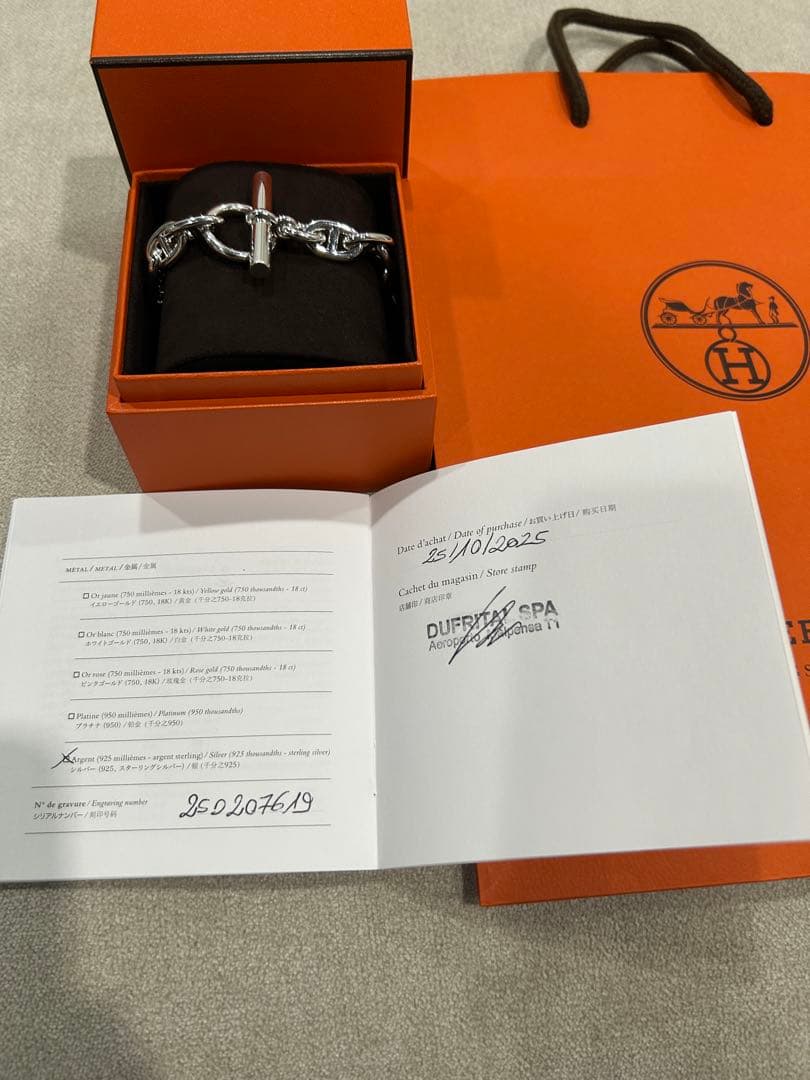 H
METAL / METAL / 金属 / 金属
Or jaune (750 millièmes - 18 kts) / Yellow gold (750 thousandths - 18 ct)
イエローゴールド (750, 18K) / 黄金 (千分之750-18克拉)
Or blanc (750 millièmes - 18 kts) / White gold (750 thousandths - 18 ct)
ホワイトゴールド (750, 18K) / 白金 (千分之750-18克拉)
Or rose (750 millièmes - 18 kts) / Rose gold (750 thousandths - 18 ct)
ピンクゴールド (750, 18K) / 玫瑰金 (千分之750-18克拉)
Platine (950 millièmes) / Platinum (950 thousandths)
プラチナ (950) / 铂金 (千分之950)
Argent (925 millièmes - argent sterling) / Silver (925 thousandths - sterling silver)
シルバー (925, スターリングシルバー) / 银 (千分之925)
N° de gravure / Engraving number
シリアルナンバー / 刻印号码
25D207619
Date d'achat / Date of purchase / お買い上げ日 / 购买日期
25/10/2025
Cachet du magasin / Store stamp
店舗印 / 商店印章
DUFRITAL SPA
Aeroporto Malpensa T1